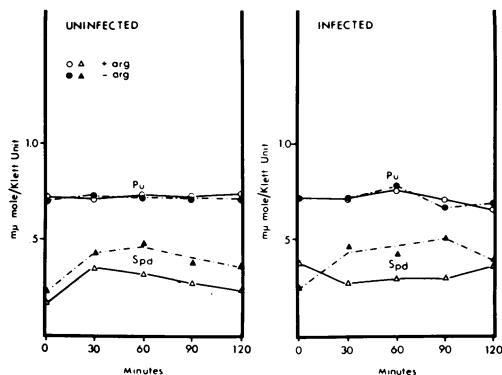 UNINFECTED
+ arg
- arg
mµ mole/Klett Unit
1.0
.5
Pu
Spd
0 30 60 90 120
Minutes
INFECTED
mµ mole/Klett Unit
1.0
.5
Pu
Spd
0 30 60 90 120
Minutes